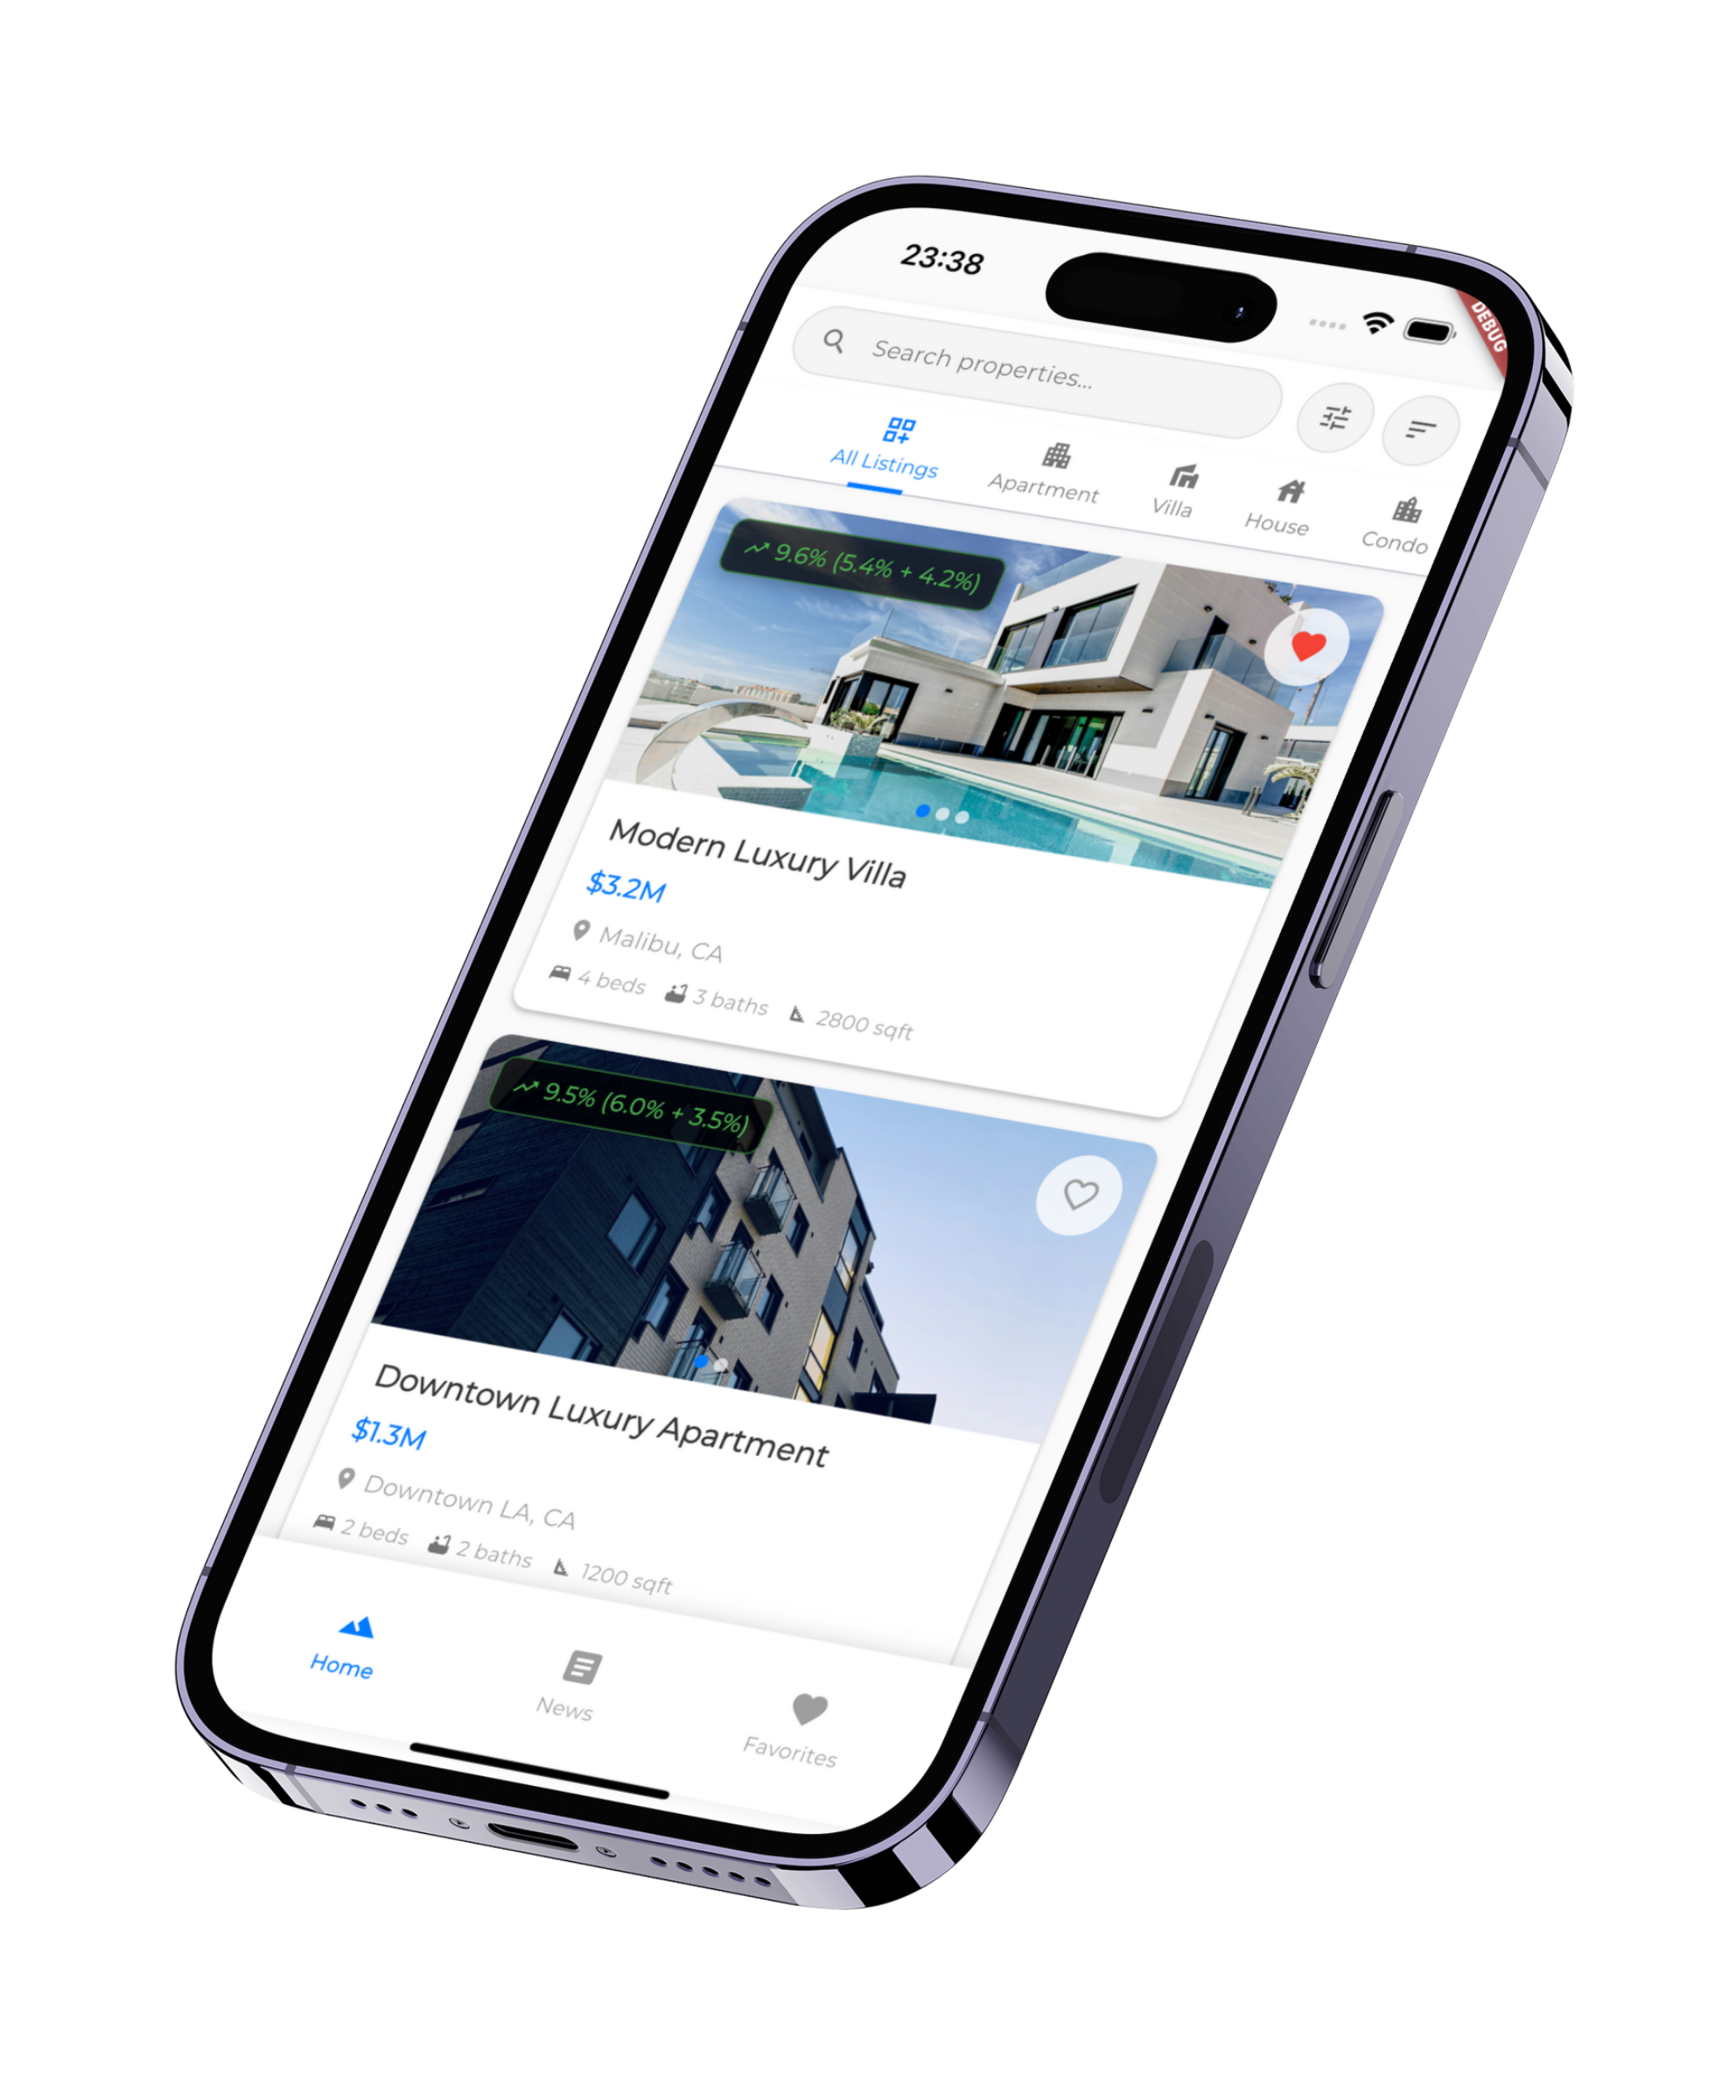 23:38
DEBUG
Search properties...
All Listings
Apartment
Villa
House
Condo
9.6% (5.4% + 4.2%)
Modern Luxury Villa
$3.2M
Malibu, CA
4 beds 3 baths 2800 sqft
9.5% (6.0% + 3.5%)
Downtown Luxury Apartment
$1.3M
Downtown LA, CA
2 beds 2 baths 1200 sqft
Home
News
Favorites